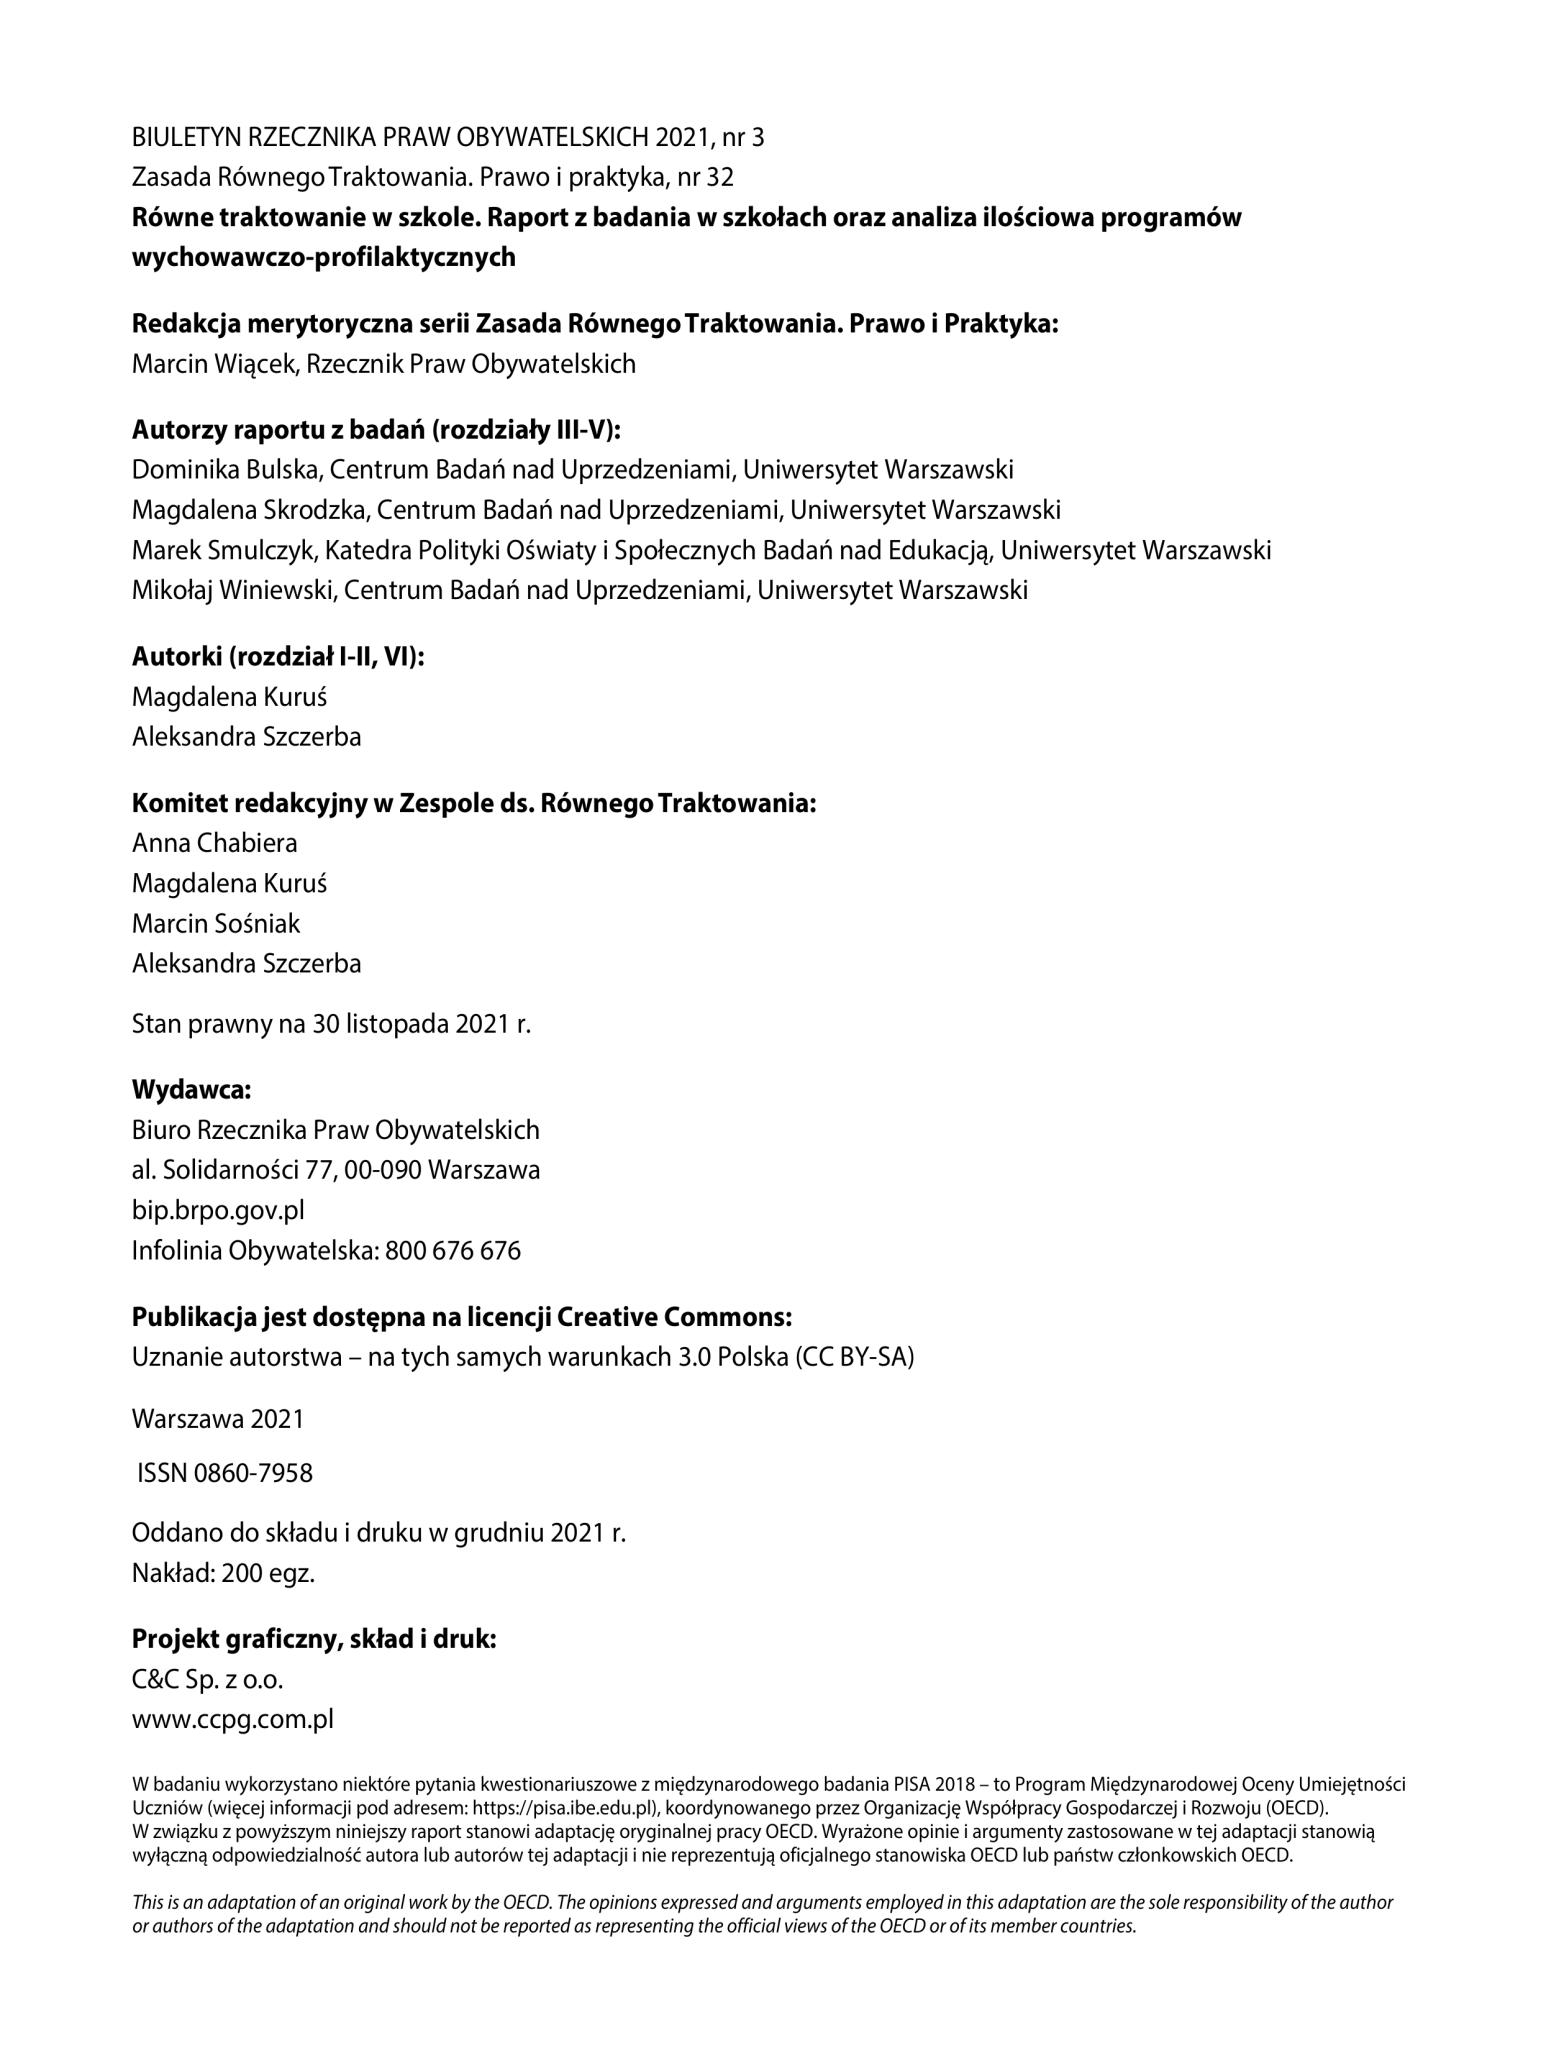 BIULETYN RZECZNIKA PRAW OBYWATELSKICH 2021, nr 3
Zasada Równego Traktowania. Prawo i praktyka, nr 32
Równe traktowanie w szkole. Raport z badania w szkołach oraz analiza ilościowa programów
wychowawczo-profilaktycznych
Redakcja merytoryczna serii Zasada Równego Traktowania. Prawo i Praktyka:
Marcin Wiącek, Rzecznik Praw Obywatelskich
Autorzy raportu z badań (rozdziały III-V):
Dominika Bulska, Centrum Badań nad Uprzedzeniami, Uniwersytet Warszawski
Magdalena Skrodzka, Centrum Badań nad Uprzedzeniami, Uniwersytet Warszawski
Marek Smulczyk, Katedra Polityki Oświaty i Społecznych Badań nad Edukacją, Uniwersytet Warszawski
Mikołaj Winiewski, Centrum Badań nad Uprzedzeniami, Uniwersytet Warszawski
Autorki (rozdział I-II, VI):
Magdalena Kuruś
Aleksandra Szczerba
Komitet redakcyjny w Zespole ds. Równego Traktowania:
Anna Chabiera
Magdalena Kuruś
Marcin Sośniak
Aleksandra Szczerba
Stan prawny na 30 listopada 2021 r.
Wydawca:
Biuro Rzecznika Praw Obywatelskich
al. Solidarności 77, 00-090 Warszawa
bip.brpo.gov.pl
Infolinia Obywatelska: 800 676 676
Publikacja jest dostępna na licencji Creative Commons:
Uznanie autorstwa – na tych samych warunkach 3.0 Polska (CC BY-SA)
Warszawa 2021
ISSN 0860-7958
Oddano do składu i druku w grudniu 2021 r.
Nakład: 200 egz.
Projekt graficzny, skład i druk:
C&C Sp. z o.o.
www.ccpg.com.pl
W badaniu wykorzystano niektóre pytania kwestionariuszowe z międzynarodowego badania PISA 2018 – to Program Międzynarodowej Oceny Umiejętności
Uczniów (więcej informacji pod adresem: https://pisa.ibe.edu.pl), koordynowanego przez Organizację Współpracy Gospodarczej i Rozwoju (OECD).
W związku z powyższym niniejszy raport stanowi adaptację oryginalnej pracy OECD. Wyrażone opinie i argumenty zastosowane w tej adaptacji stanowią
wyłączną odpowiedzialność autora lub autorów tej adaptacji i nie reprezentują oficjalnego stanowiska OECD lub państw członkowskich OECD.
This is an adaptation of an original work by the OECD. The opinions expressed and arguments employed in this adaptation are the sole responsibility of the author
or authors of the adaptation and should not be reported as representing the official views of the OECD or of its member countries.